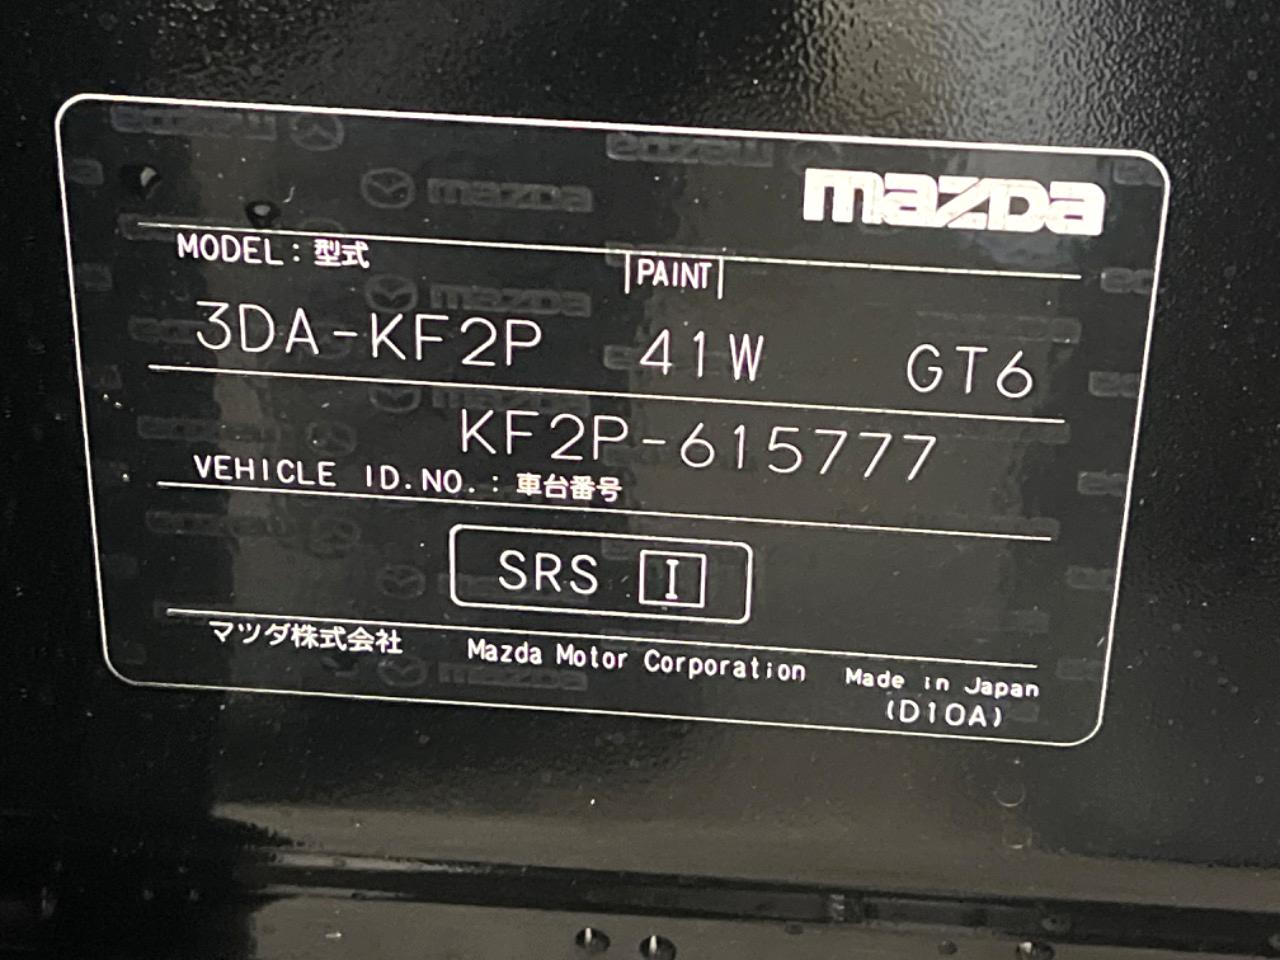 mazda
MODEL : 型式 PAINT
3DA-KF2P 41W GT6
KF2P-615777
VEHICLE ID.NO. : 車台番号
SRS I
マツダ株式会社 Mazda Motor Corporation Made in Japan
(D10A)